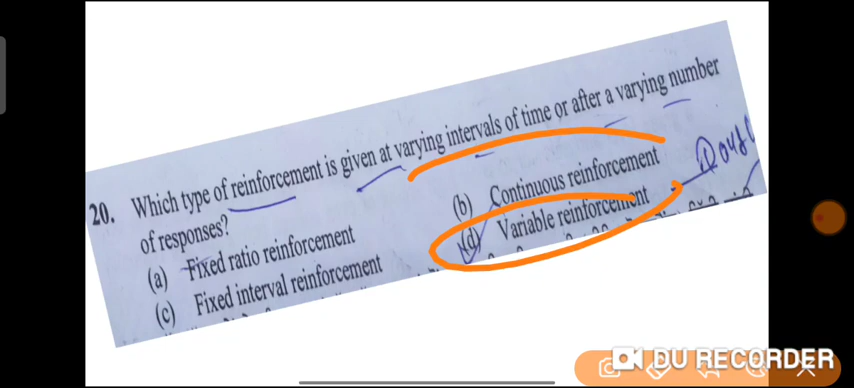 20. Which type of reinforcement is given at varying intervals of time or after a varying number
of responses?
(a) Fixed ratio reinforcement
(b) Continuous reinforcement
(c) Fixed interval reinforcement
(d) Variable reinforcement
DU RECORDER